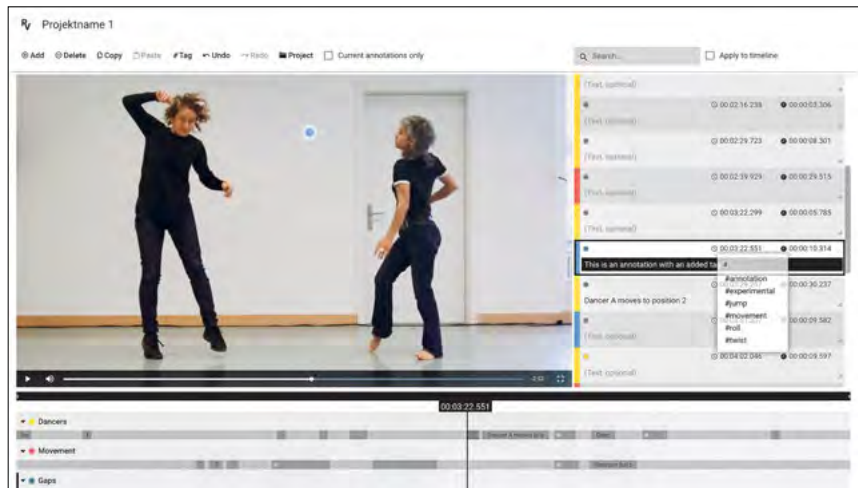 RV Projektname 1
Add Delete Copy Paste #Tag Undo Redo Project Current annotations only Search... Apply to timeline
(Text, optional)
00:02:16.238 00:00:03.306
(Text, optional)
00:02:29.723 00:00:08.301
(Text, optional)
00:02:39.929 00:00:29.515
(Text, optional)
00:03:22.299 00:00:05.785
(Text, optional)
00:03:22.551 00:00:10.314
This is an annotation with an added ta #
#annotation
00:00:30.237
#experimental
Dancer A moves to position 2
#jump
#movement
00:00:09.582
#roll
(Text, optional)
#twist
00:04:02.046 00:00:09.597
(Text, optional)
00:03:22.551
Dancers
Dancer A moves to p
Movement
Gaps